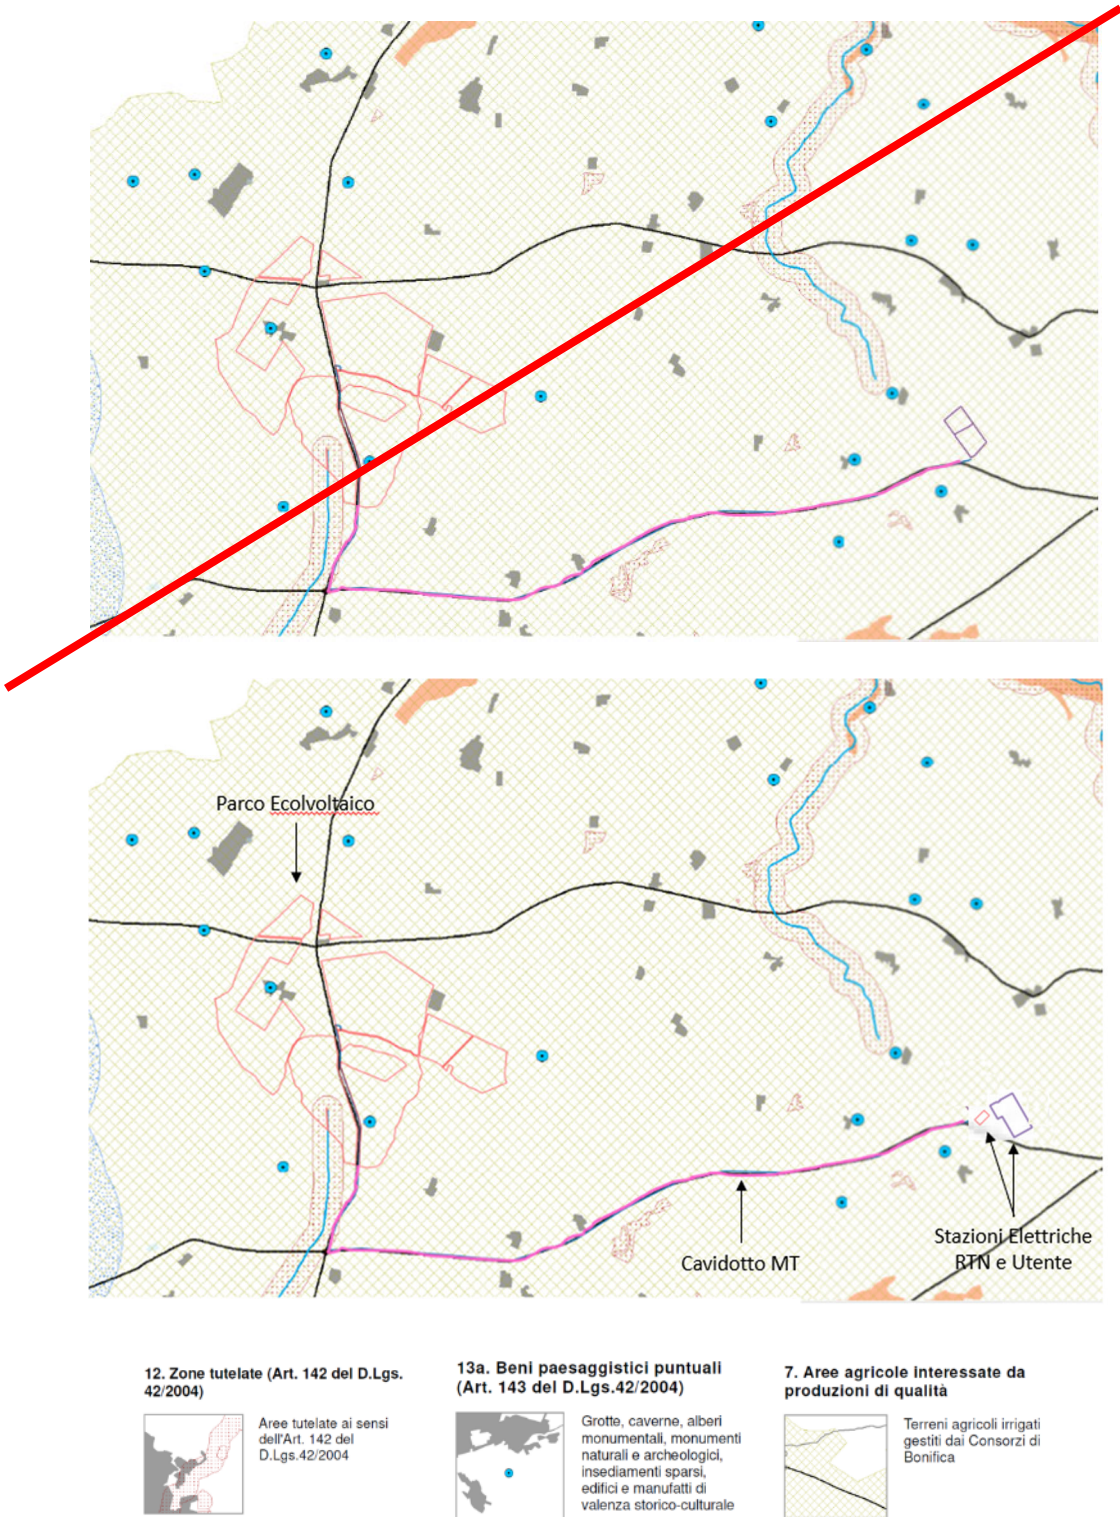 Parco Ecolvoltaico
Cavidotto MT
Stazioni Elettriche
RTN e Utente
12. Zone tutelate (Art. 142 del D.Lgs.
42/2004)
Aree tutelate ai sensi
dell'Art. 142 del
D.Lgs.42/2004
13a. Beni paesaggistici puntuali
(Art. 143 del D.Lgs.42/2004)
Grotte, caverne, alberi
monumentali, monumenti
naturali e archeologici,
insediamenti sparsi,
edifici e manufatti di
valenza storico-culturale
7. Aree agricole interessate da
produzioni di qualità
Terreni agricoli irrigati
gestiti dai Consorzi di
Bonifica